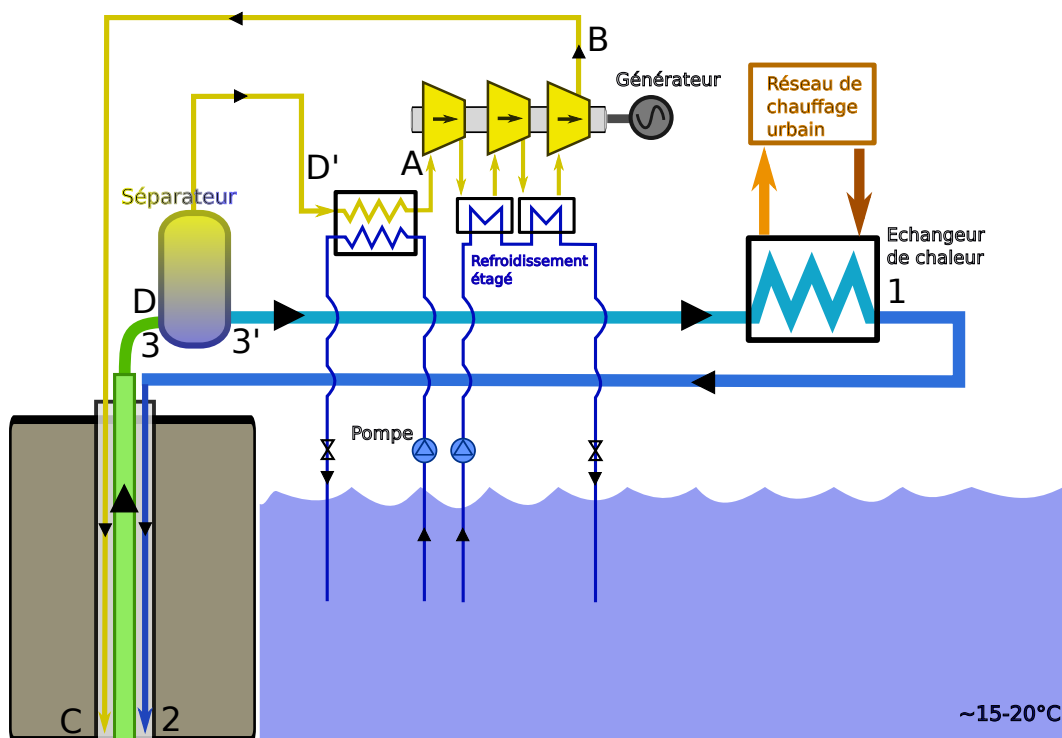 B
Générateur
Réseau de
chauffage
urbain
A
D'
Séparateur
Echangeur
de chaleur
1
Refroidissement
étagé
D
3
3'
Pompe
C
2
~15-20°C